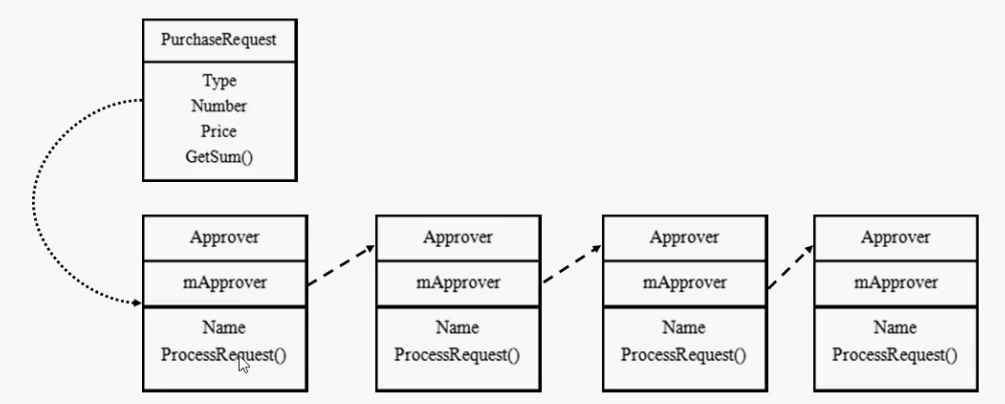 PurchaseRequest
Type
Number
Price
GetSum()
Approver
mApprover
Name
ProcessRequest()
Approver
mApprover
Name
ProcessRequest()
Approver
mApprover
Name
ProcessRequest()
Approver
mApprover
Name
ProcessRequest()